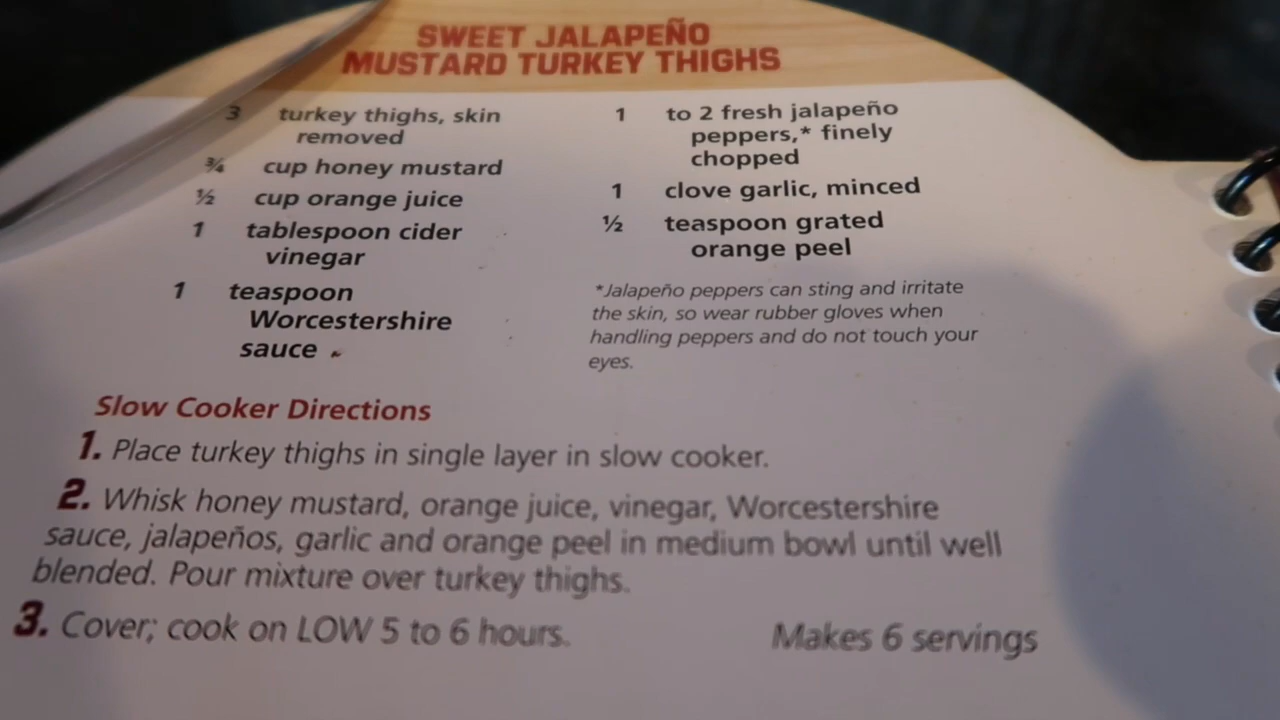 SWEET JALAPEÑO
MUSTARD TURKEY THIGHS
3 turkey thighs, skin
removed
¾ cup honey mustard
½ cup orange juice
1 tablespoon cider
vinegar
1 teaspoon
Worcestershire
sauce
1 to 2 fresh jalapeño
peppers,* finely
chopped
1 clove garlic, minced
½ teaspoon grated
orange peel
*Jalapeño peppers can sting and irritate
the skin, so wear rubber gloves when
handling peppers and do not touch your
eyes.
Slow Cooker Directions
1. Place turkey thighs in single layer in slow cooker.
2. Whisk honey mustard, orange juice, vinegar, Worcestershire
sauce, jalapeños, garlic and orange peel in medium bowl until well
blended. Pour mixture over turkey thighs.
3. Cover; cook on LOW 5 to 6 hours.
Makes 6 servings